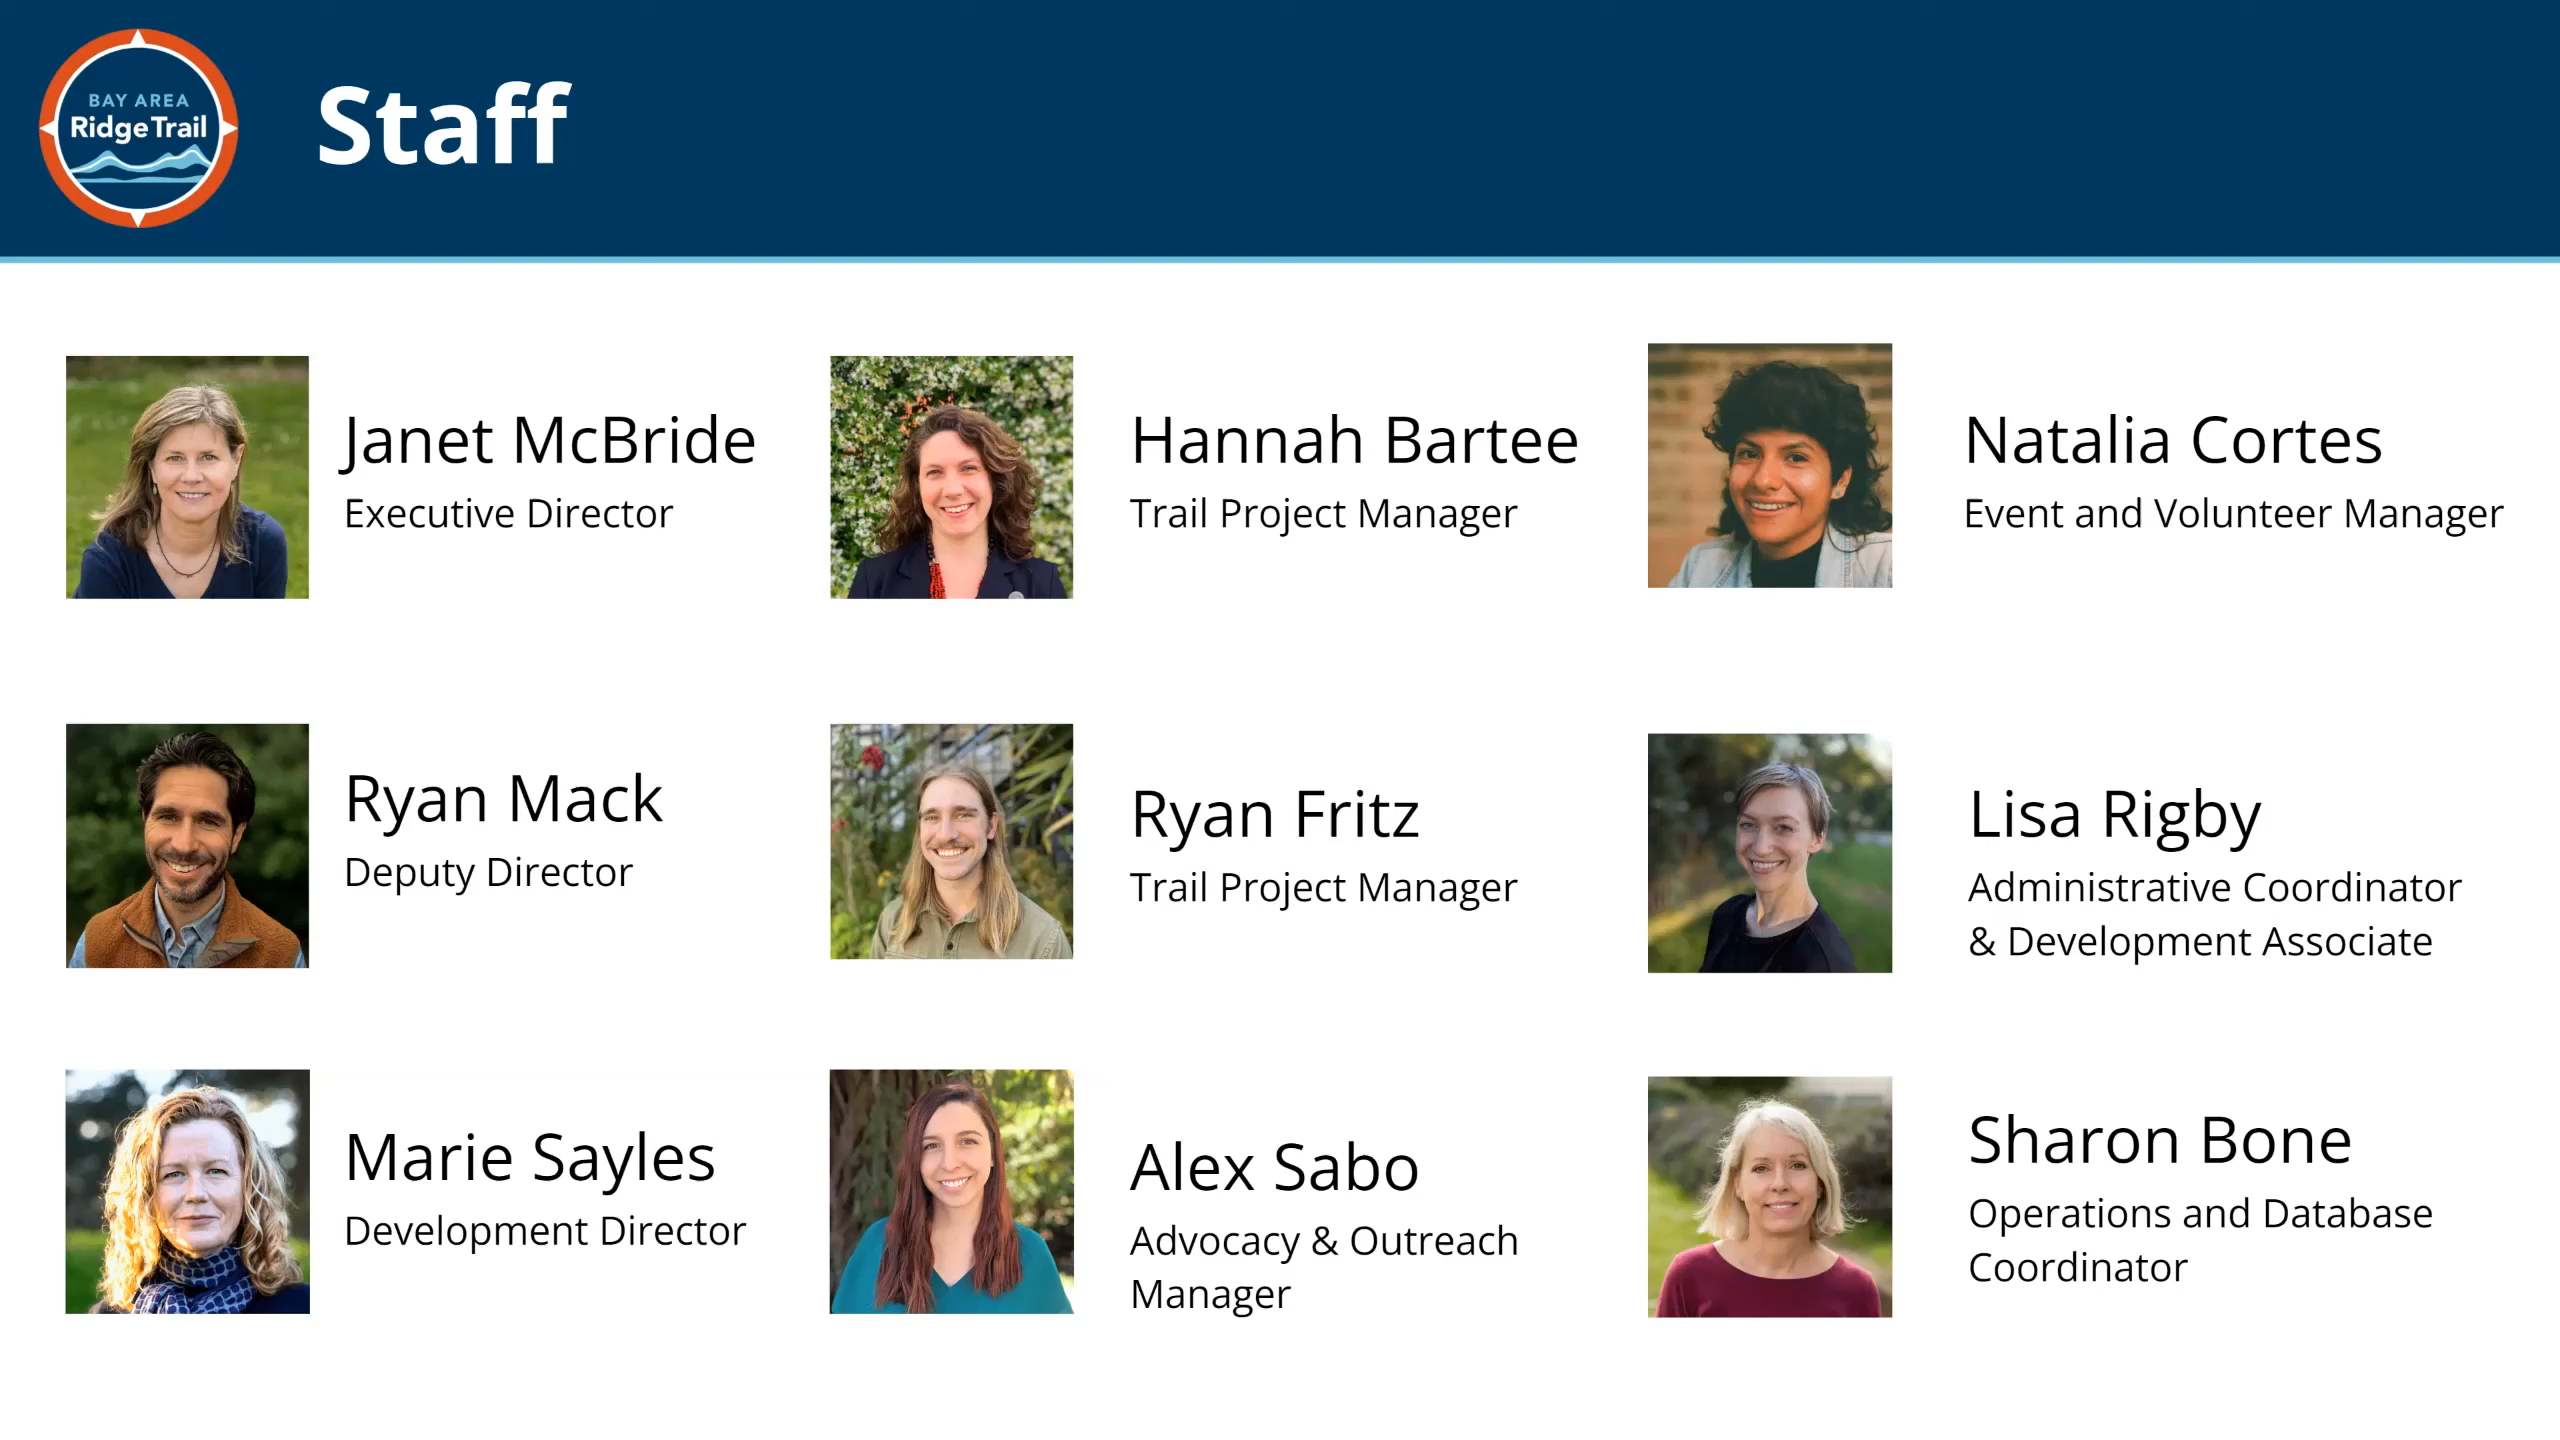 BAY AREA
Ridge Trail
Staff
Janet McBride
Executive Director
Hannah Bartee
Trail Project Manager
Natalia Cortes
Event and Volunteer Manager
Ryan Mack
Deputy Director
Ryan Fritz
Trail Project Manager
Lisa Rigby
Administrative Coordinator
& Development Associate
Marie Sayles
Development Director
Alex Sabo
Advocacy & Outreach
Manager
Sharon Bone
Operations and Database
Coordinator